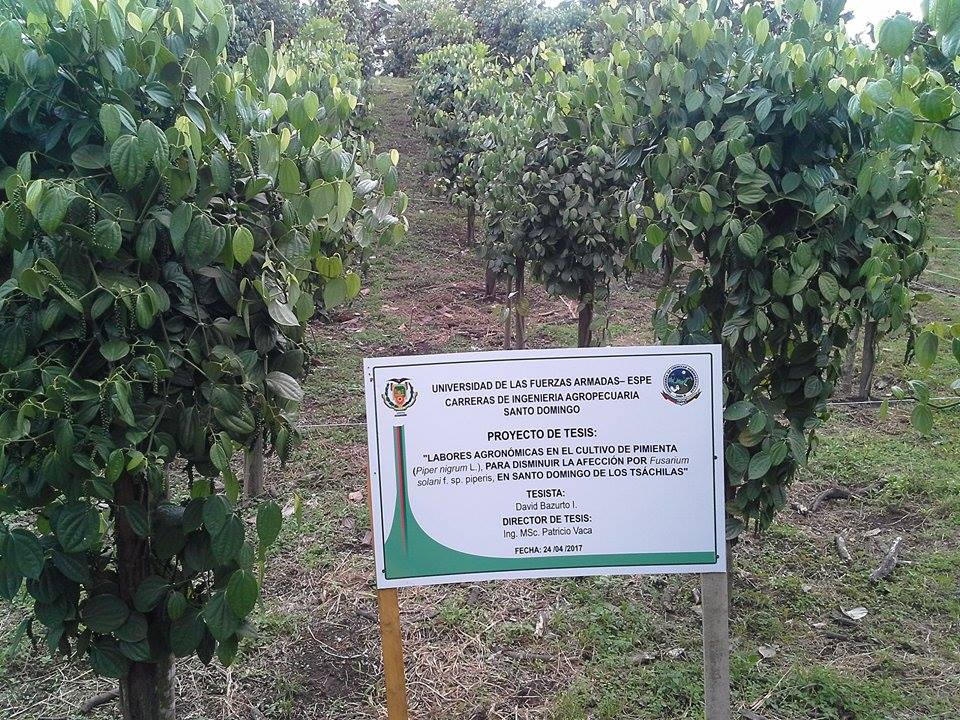 UNIVERSIDAD DE LAS FUERZAS ARMADAS– ESPE
CARRERAS DE INGENIERIA AGROPECUARIA
SANTO DOMINGO
PROYECTO DE TESIS:
"LABORES AGRONÓMICAS EN EL CULTIVO DE PIMIENTA
(Piper nigrum L.), PARA DISMINUIR LA AFECCIÓN POR Fusarium
solani f. sp. piperis, EN SANTO DOMINGO DE LOS TSÁCHILAS"
TESISTA:
David Bazurto I.
DIRECTOR DE TESIS:
Ing. MSc. Patricio Vaca
FECHA: 24 /04 /2017